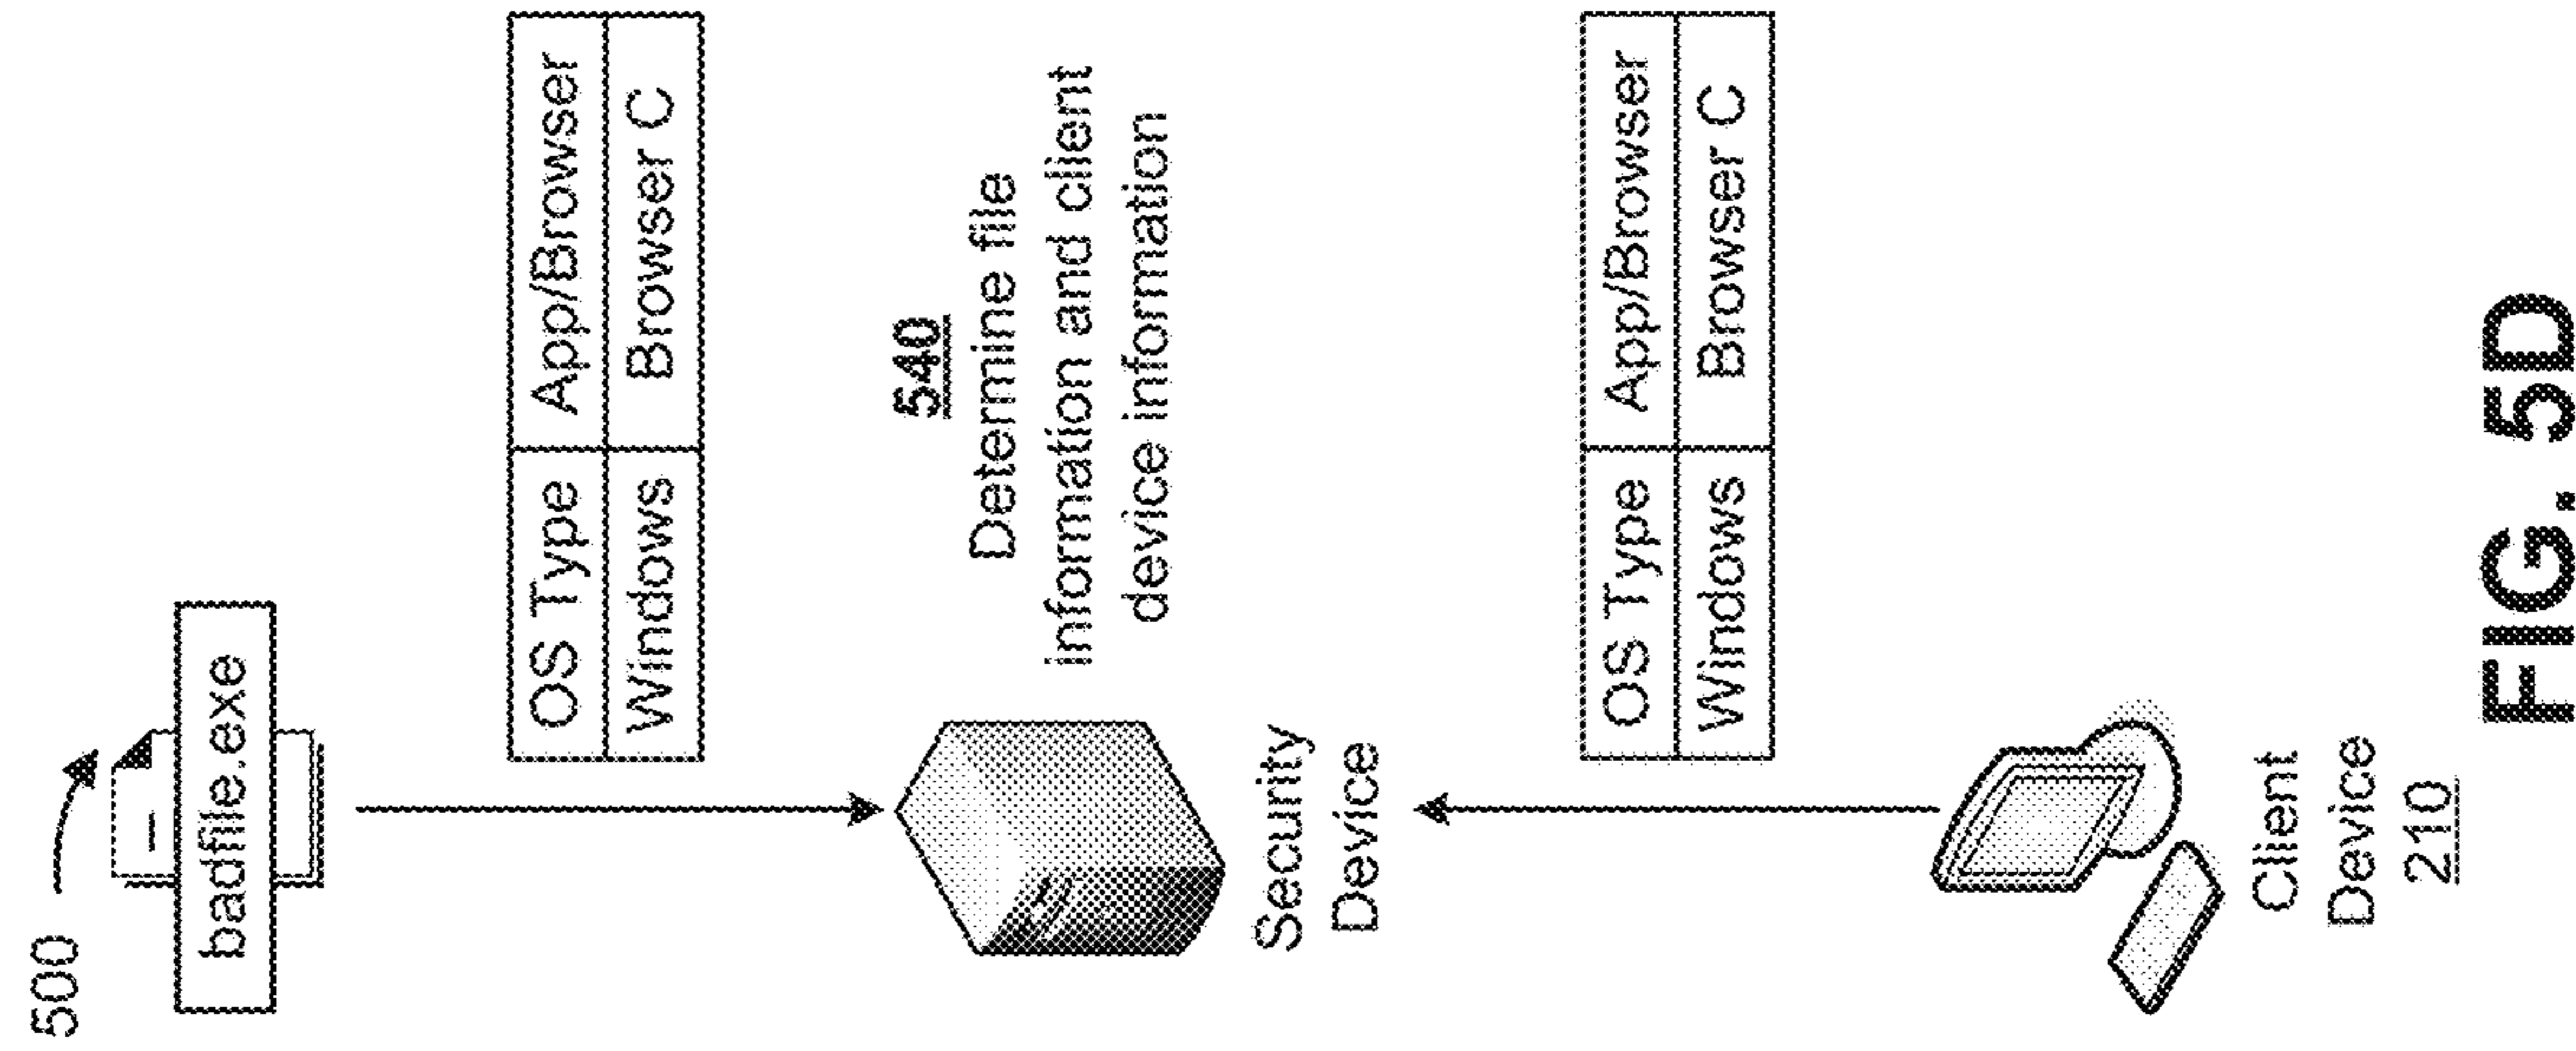 500
badfile.exe
OS Type App/Browser
Windows Browser C
540
Determine file
information and client
device information
Security
Device
OS Type App/Browser
Windows Browser C
Client
Device
210
FIG. 5D